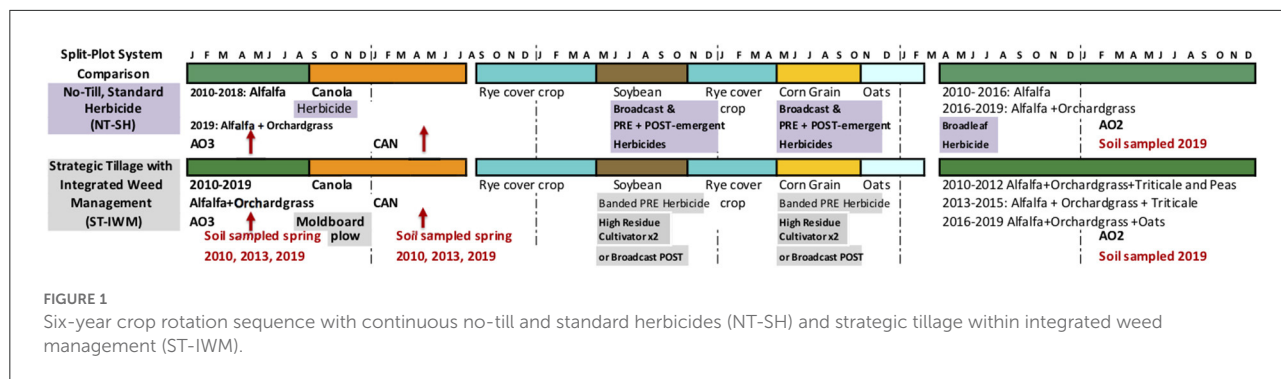 Split-Plot System J F M A M J J A S O N D J F M A M J J A S O N D J F M A M J J A S O N D J F M A M J J A S O N D J F M A M J J A S O N D J F M A M J J A S O N D
Comparison
No-Till, Standard 2010-2018: Alfalfa Canola Rye cover crop Soybean Rye cover Corn Grain Oats 2010- 2016: Alfalfa
Herbicide Herbicide Broadcast & crop Broadcast & 2016-2019: Alfalfa +Orchardgrass
(NT-SH) 2019: Alfalfa + Orchardgrass PRE + POST-emergent PRE + POST-emergent Broadleaf AO2
AO3 CAN Herbicides Herbicides Herbicide Soil sampled 2019
Strategic Tillage with
Integrated Weed 2010-2019 Canola Rye cover crop Soybean Rye cover Corn Grain Oats 2010-2012 Alfalfa+Orchardgrass+Triticale and Peas
Management Alfalfa+Orchardgrass CAN Banded PRE Herbicide crop Banded PRE Herbicide 2013-2015: Alfalfa + Orchardgrass + Triticale
(ST-IWM) AO3 Moldboard High Residue High Residue 2016-2019 Alfalfa+Orchardgrass +Oats
Soil sampled spring plow Soil sampled spring Cultivator x2 Cultivator x2 AO2
2010, 2013, 2019 2010, 2013, 2019 or Broadcast POST or Broadcast POST Soil sampled 2019
FIGURE 1
Six-year crop rotation sequence with continuous no-till and standard herbicides (NT-SH) and strategic tillage within integrated weed
management (ST-IWM).